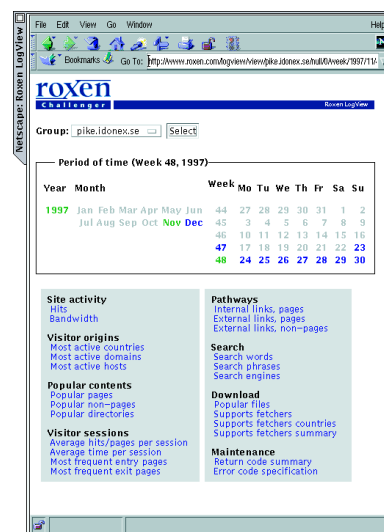 Netscape: Roxen LogView
File Edit View Go Window Help
Bookmarks Go To: http://www.roxen.com/logview/view/pike.idonex.se/null/0/week/1997/11/
roxen
Challenger Roxen LogView
Group: pike.idonex.se Select
Period of time (Week 48, 1997)
Year Month Week Mo Tu We Th Fr Sa Su
1997 Jan Feb Mar Apr May Jun 44 27 28 29 30 31 1 2
Jul Aug Sep Oct Nov Dec 45 3 4 5 6 7 8 9
46 10 11 12 13 14 15 16
47 17 18 19 20 21 22 23
48 24 25 26 27 28 29 30
Site activity
Hits
Bandwidth
Visitor origins
Most active countries
Most active domains
Most active hosts
Popular contents
Popular pages
Popular non-pages
Popular directories
Visitor sessions
Average hits/pages per session
Average time per session
Most frequent entry pages
Most frequent exit pages
Pathways
Internal links, pages
External links, pages
External links, non-pages
Search
Search words
Search phrases
Search engines
Download
Popular files
Supports fetchers
Supports fetchers countries
Supports fetchers summary
Maintenance
Return code summary
Error code specification